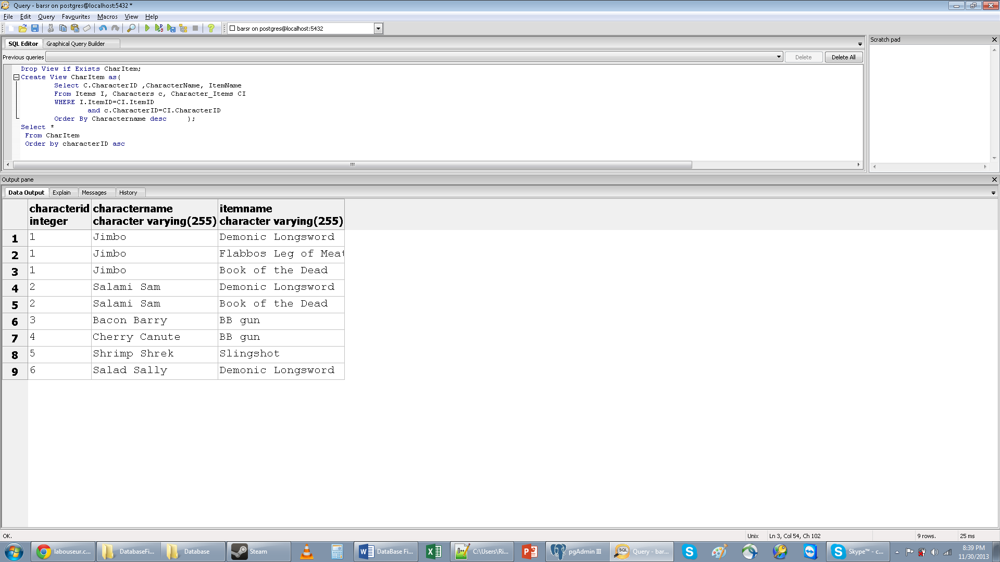 Query - barsr on postgres@localhost:5432 *
File Edit Query Favourites Macros View Help
barsr on postgres@localhost:5432
SQL Editor Graphical Query Builder
Scratch pad
Previous queries Delete Delete All
Drop View if Exists CharItem;
Create View CharItem as(
Select C.CharacterID ,CharacterName, ItemName
From Items I, Characters c, Character_Items CI
WHERE I.ItemID=CI.ItemID
and c.CharacterID=CI.CharacterID
Order By Charactername desc );
Select *
From CharItem
Order by characterID asc
Output pane
Data Output Explain Messages History
characterid charactername itemname
integer character varying(255) character varying(255)
1 1 Jimbo Demonic Longsword
2 1 Jimbo Flabbos Leg of Meat
3 1 Jimbo Book of the Dead
4 2 Salami Sam Demonic Longsword
5 2 Salami Sam Book of the Dead
6 3 Bacon Barry BB gun
7 4 Cherry Canute BB gun
8 5 Shrimp Shrek Slingshot
9 6 Salad Sally Demonic Longsword
OK. Unix Ln 3, Col 54, Ch 102 9 rows. 25 ms
labouseur.c... DatabaseFi... Database Steam DataBase Fi... C:\Users\Ri... pgAdmin III Query - bar... Skype™ - c... 8:39 PM
11/30/2013